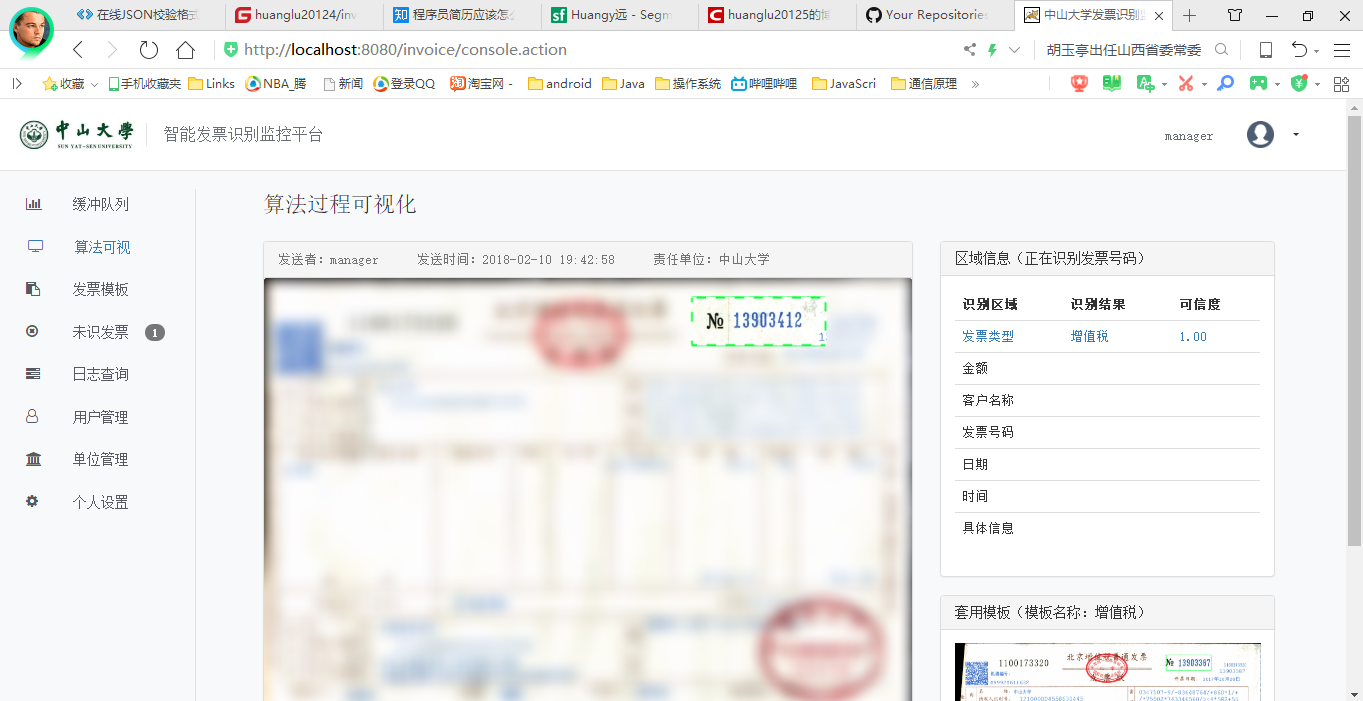 在线JSON校验格式
huanglu20124/inv
程序员简历应该怎么
Huangy远 - Segm
huanglu20125的博
Your Repositories
中山大学发票识别
http://localhost:8080/invoice/console.action
胡玉亭出任山西省委常委
收藏 手机收藏夹 Links NBA_腾 新闻 登录QQ 淘宝网 - android Java 操作系统 哔哩哔哩 JavaScri 通信原理 »
中山大學
SUN YAT-SEN UNIVERSITY
智能发票识别监控平台
manager
缓冲队列
算法可视
发票模板
未识发票 1
日志查询
用户管理
单位管理
个人设置
算法过程可视化
发送者：manager 发送时间：2018-02-10 19:42:58 责任单位：中山大学
№ 13903412
1100173320
区域信息（正在识别发票号码）
识别区域 识别结果 可信度
发票类型 增值税 1.00
金额
客户名称
发票号码
日期
时间
具体信息
套用模板（模板名称：增值税）
1100173320 北京增值税普通发票 № 13903367